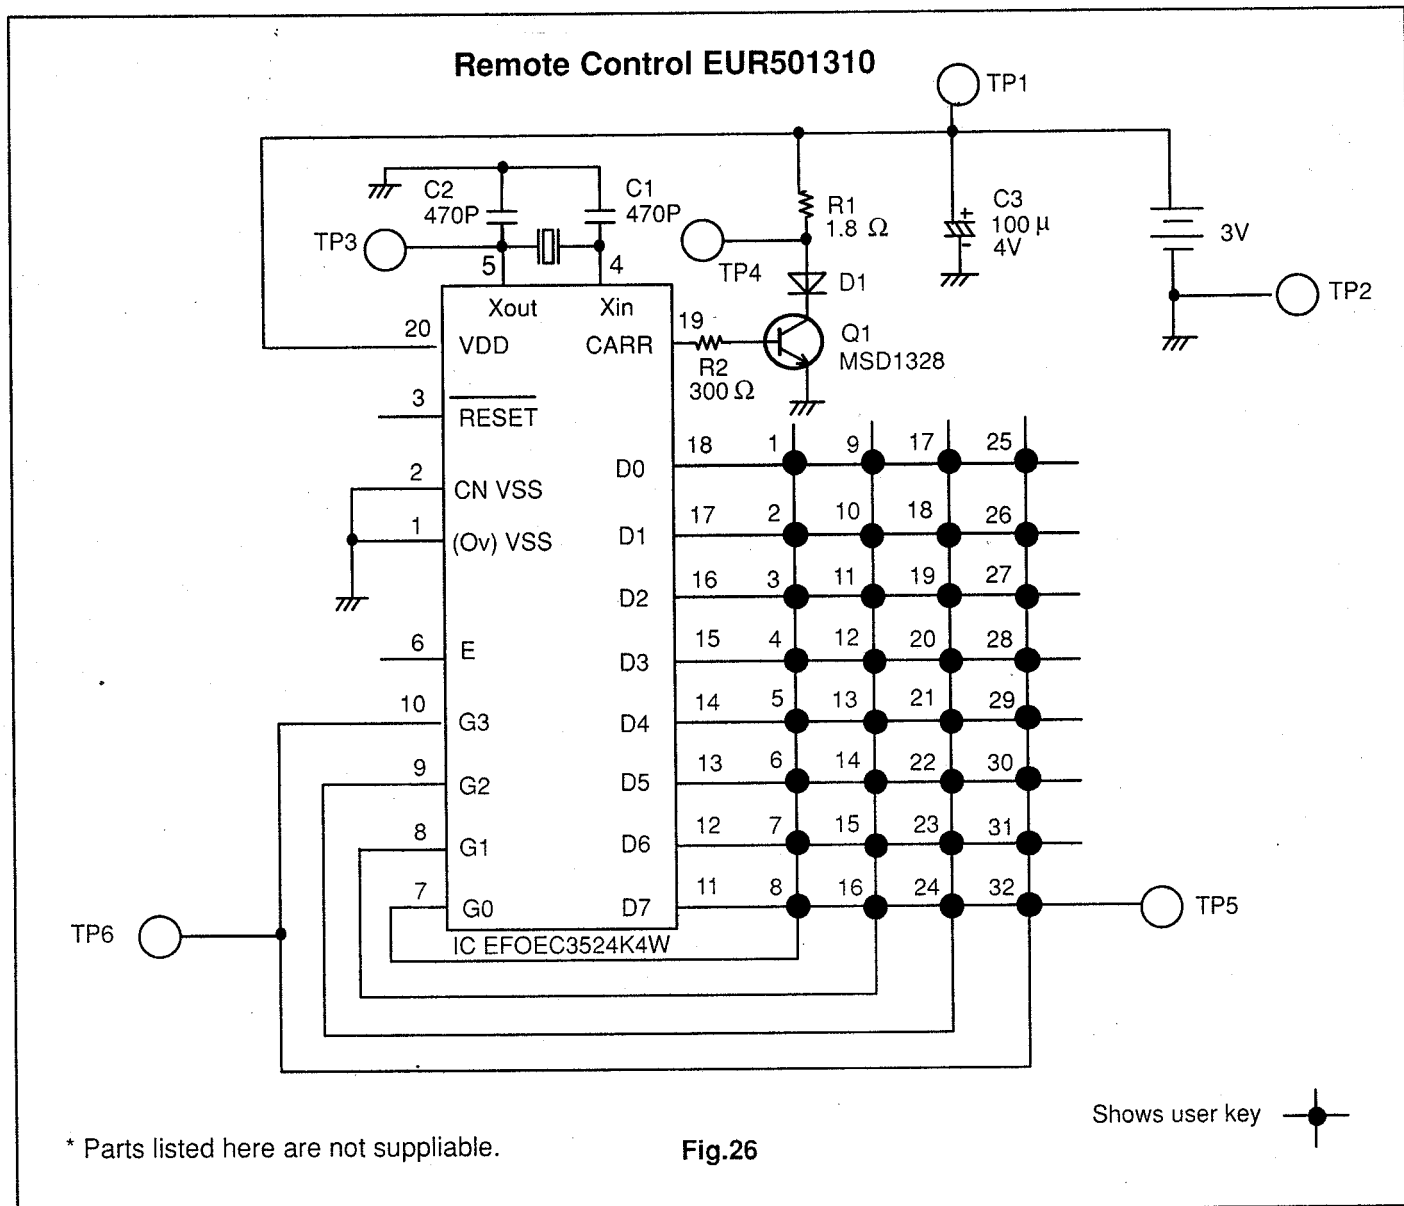 Remote Control EUR501310
TP1
C2
470P
C1
470P
R1
1.8 Ω
C3
100 μ
4V
+
-
3V
TP3
TP4
TP2
5
4
D1
Xout
Xin
20
VDD
CARR
19
R2
300 Ω
Q1
MSD1328
3
RESET
2
CN VSS
1
(Ov) VSS
6
E
10
G3
9
G2
8
G1
7
G0
D0 18 1 9 17 25
D1 17 2 10 18 26
D2 16 3 11 19 27
D3 15 4 12 20 28
D4 14 5 13 21 29
D5 13 6 14 22 30
D6 12 7 15 23 31
D7 11 8 16 24 32
TP5
TP6
IC EFOEC3524K4W
Shows user key
* Parts listed here are not suppliable.
Fig.26